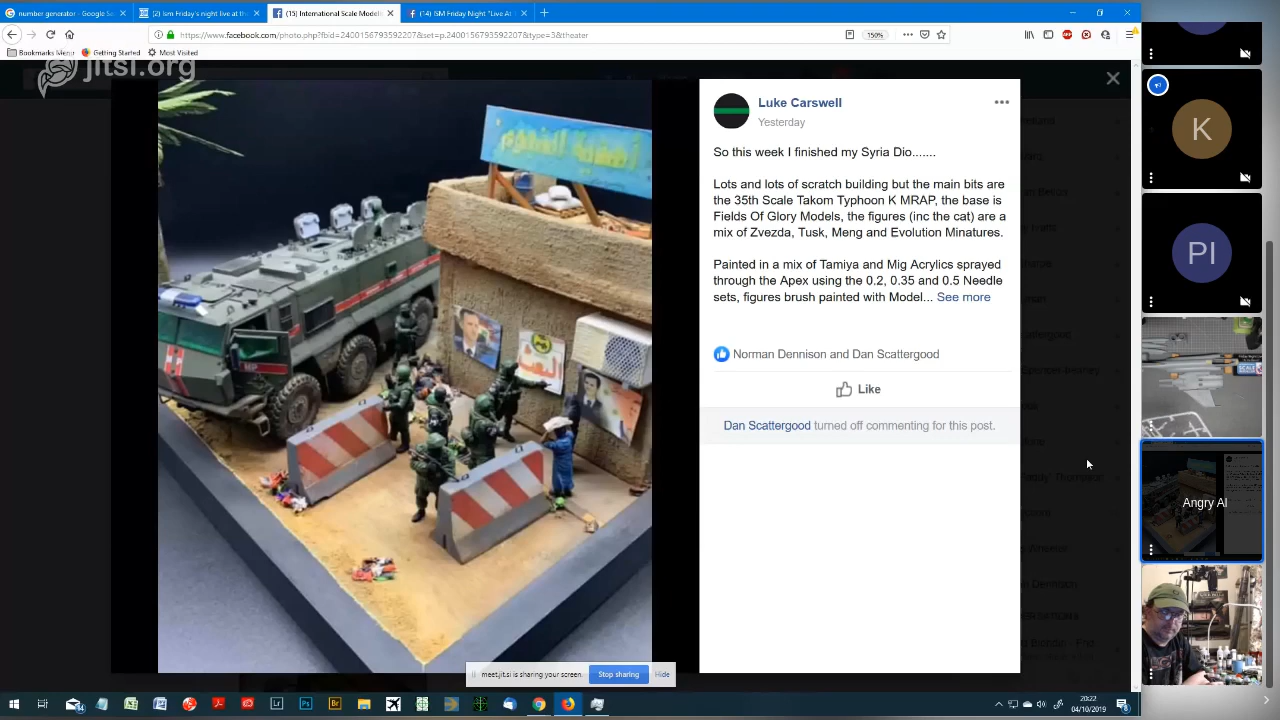 number generator - Google Se
(2) Ism Friday's night live at the
(15) International Scale Modele
(14) ISM Friday Night "Live At
https://www.facebook.com/photo.php?fbid=2400156793592207&set=p.2400156793592207&type=3&theater
150%
Bookmarks Menu
Getting Started
Most Visited
jitsi.org
Luke Carswell
Yesterday
So this week I finished my Syria Dio.......
Lots and lots of scratch building but the main bits are
the 35th Scale Takom Typhoon K MRAP, the base is
Fields Of Glory Models, the figures (inc the cat) are a
mix of Zvezda, Tusk, Meng and Evolution Minatures.
Painted in a mix of Tamiya and Mig Acrylics sprayed
through the Apex using the 0.2, 0.35 and 0.5 Needle
sets, figures brush painted with Model... See more
Norman Dennison and Dan Scattergood
Like
Dan Scattergood turned off commenting for this post.
K
PI
Angry Al
meet.jit.si is sharing your screen.
Stop sharing
Hide
20:22
04/10/2019